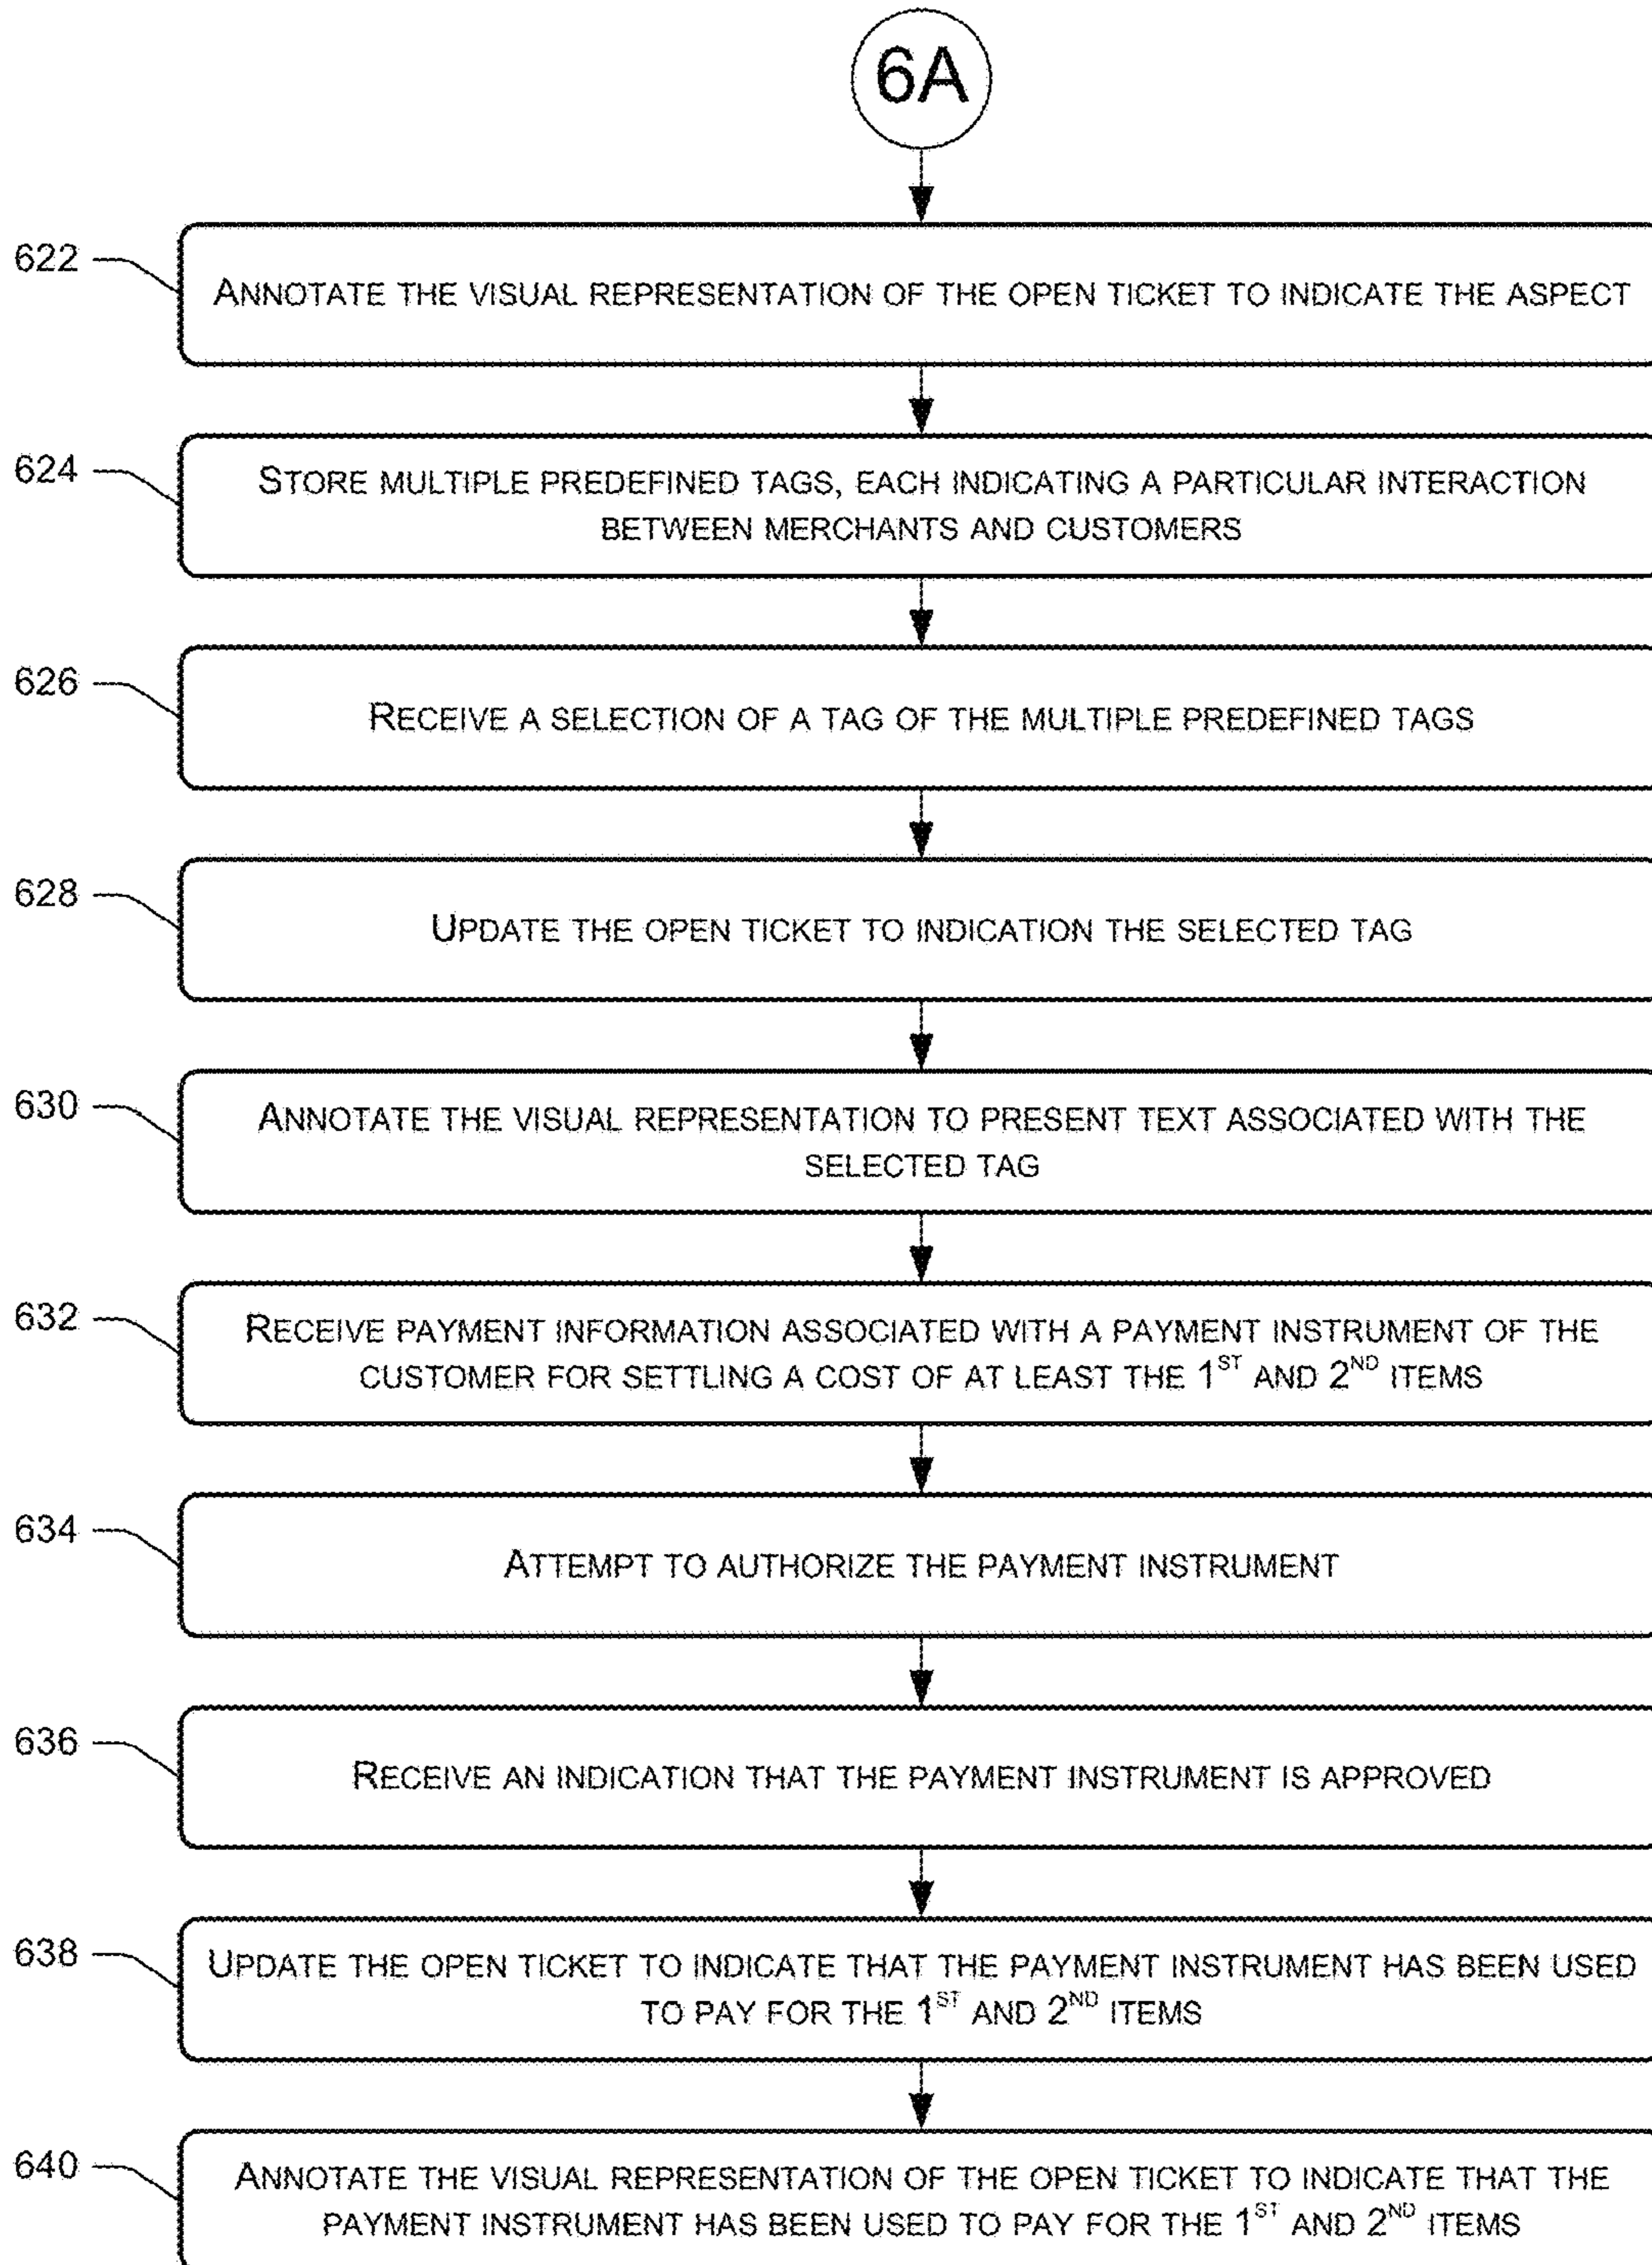 6A
622
ANNOTATE THE VISUAL REPRESENTATION OF THE OPEN TICKET TO INDICATE THE ASPECT
624
STORE MULTIPLE PREDEFINED TAGS, EACH INDICATING A PARTICULAR INTERACTION
BETWEEN MERCHANTS AND CUSTOMERS
626
RECEIVE A SELECTION OF A TAG OF THE MULTIPLE PREDEFINED TAGS
628
UPDATE THE OPEN TICKET TO INDICATION THE SELECTED TAG
630
ANNOTATE THE VISUAL REPRESENTATION TO PRESENT TEXT ASSOCIATED WITH THE
SELECTED TAG
632
RECEIVE PAYMENT INFORMATION ASSOCIATED WITH A PAYMENT INSTRUMENT OF THE
CUSTOMER FOR SETTLING A COST OF AT LEAST THE 1ST AND 2ND ITEMS
634
ATTEMPT TO AUTHORIZE THE PAYMENT INSTRUMENT
636
RECEIVE AN INDICATION THAT THE PAYMENT INSTRUMENT IS APPROVED
638
UPDATE THE OPEN TICKET TO INDICATE THAT THE PAYMENT INSTRUMENT HAS BEEN USED
TO PAY FOR THE 1ST AND 2ND ITEMS
640
ANNOTATE THE VISUAL REPRESENTATION OF THE OPEN TICKET TO INDICATE THAT THE
PAYMENT INSTRUMENT HAS BEEN USED TO PAY FOR THE 1ST AND 2ND ITEMS